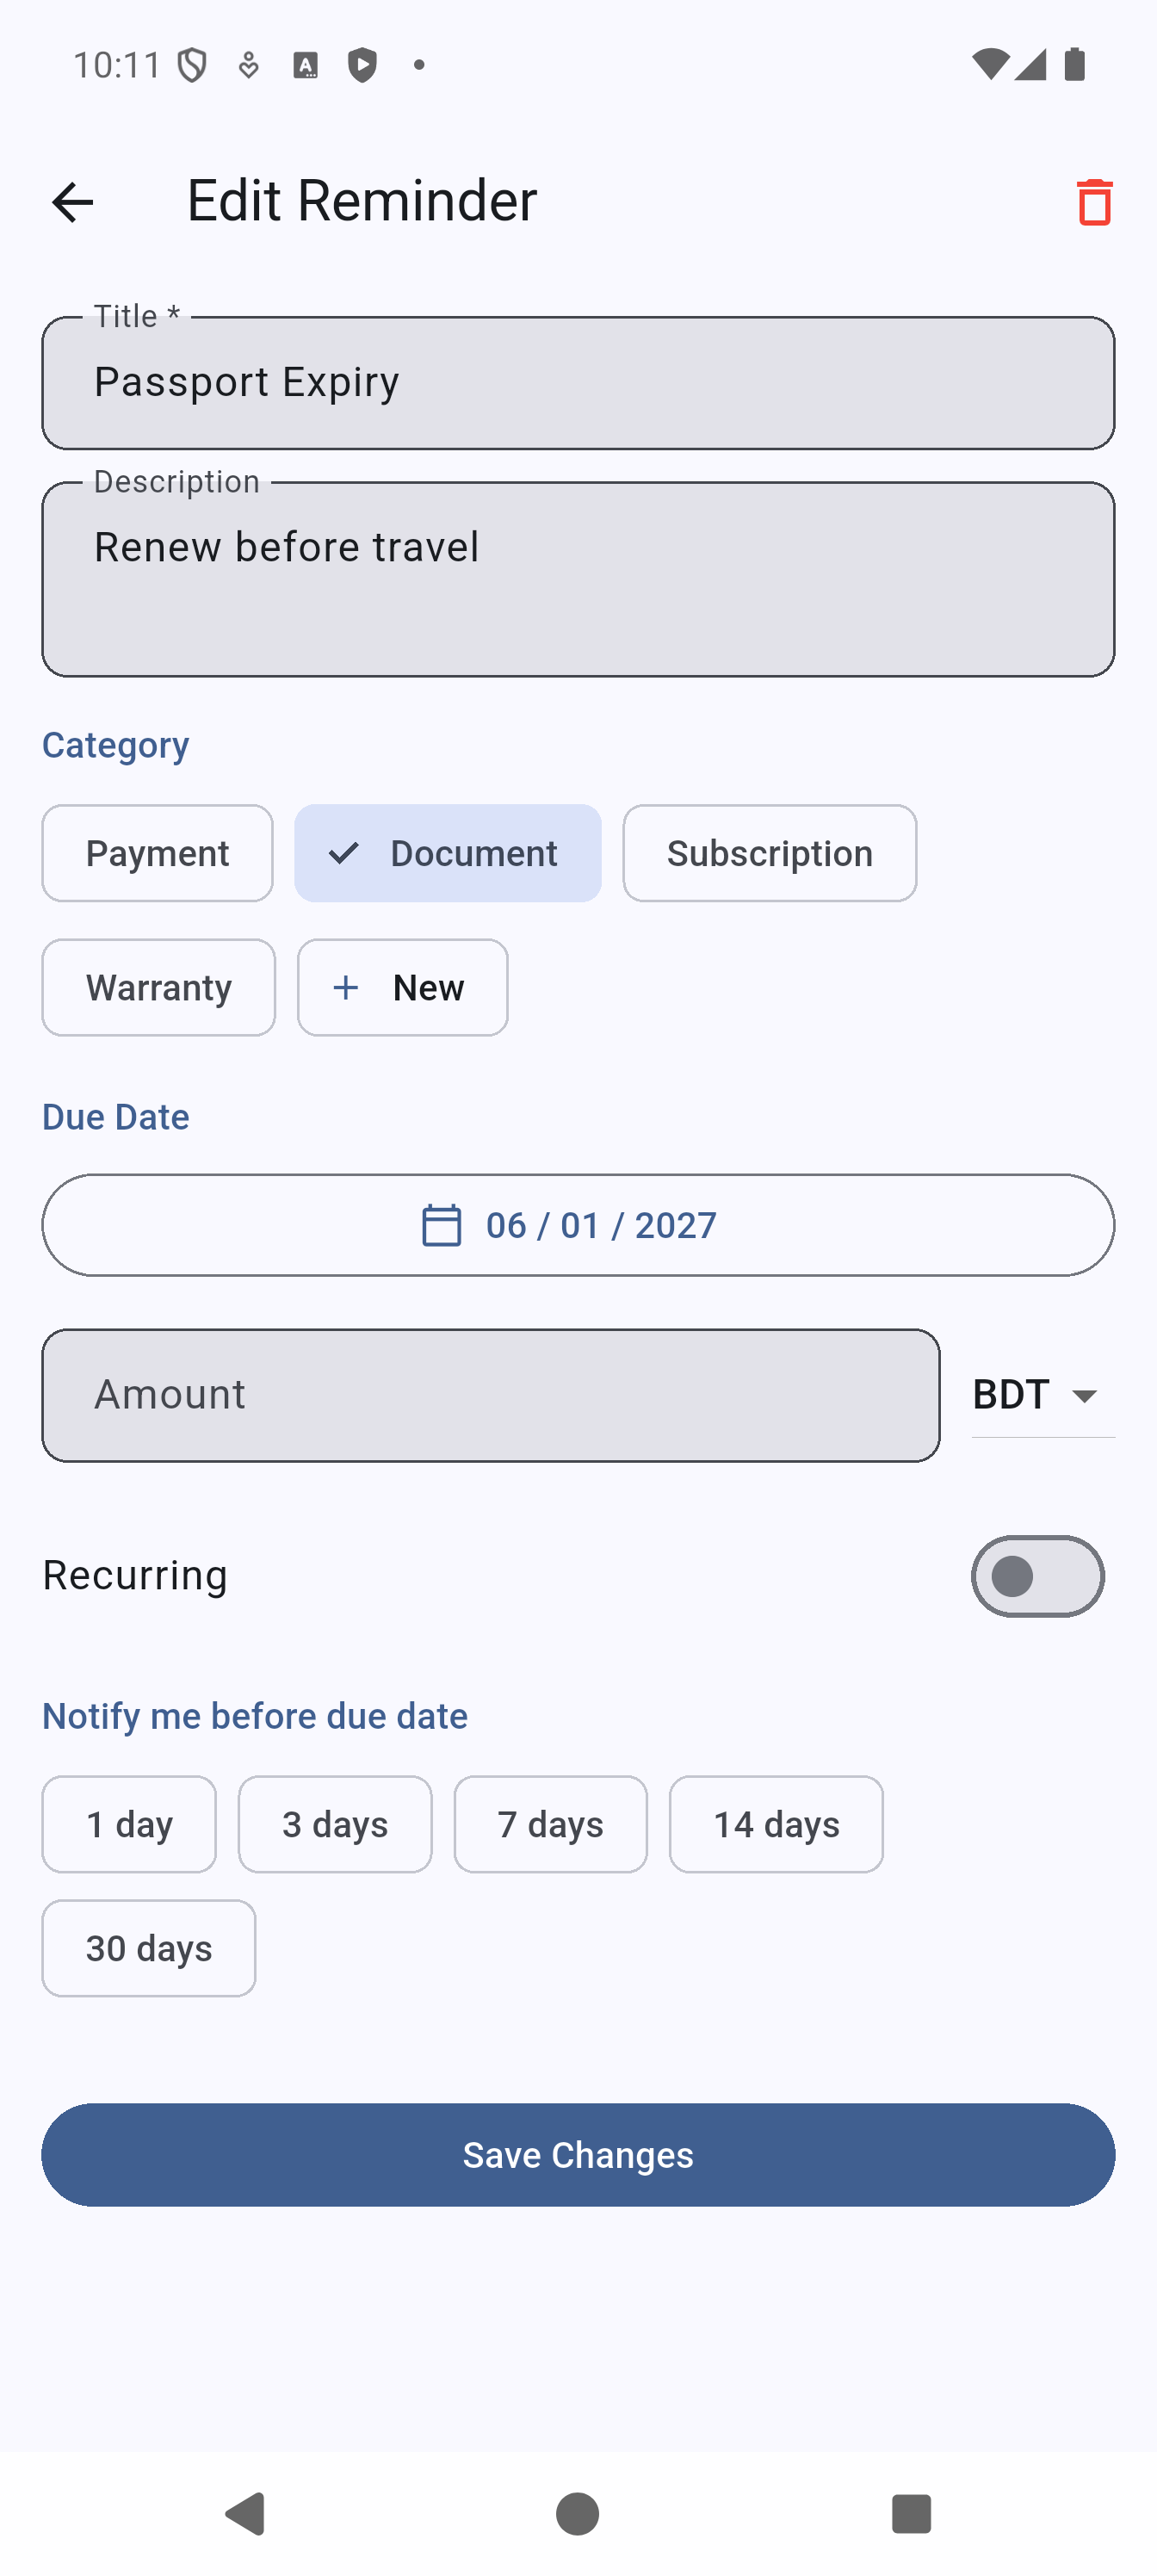 10:11
Edit Reminder
Title *
Passport Expiry
Description
Renew before travel
Category
Payment
Document
Subscription
Warranty
New
Due Date
06 / 01 / 2027
Amount
BDT
Recurring
Notify me before due date
1 day
3 days
7 days
14 days
30 days
Save Changes